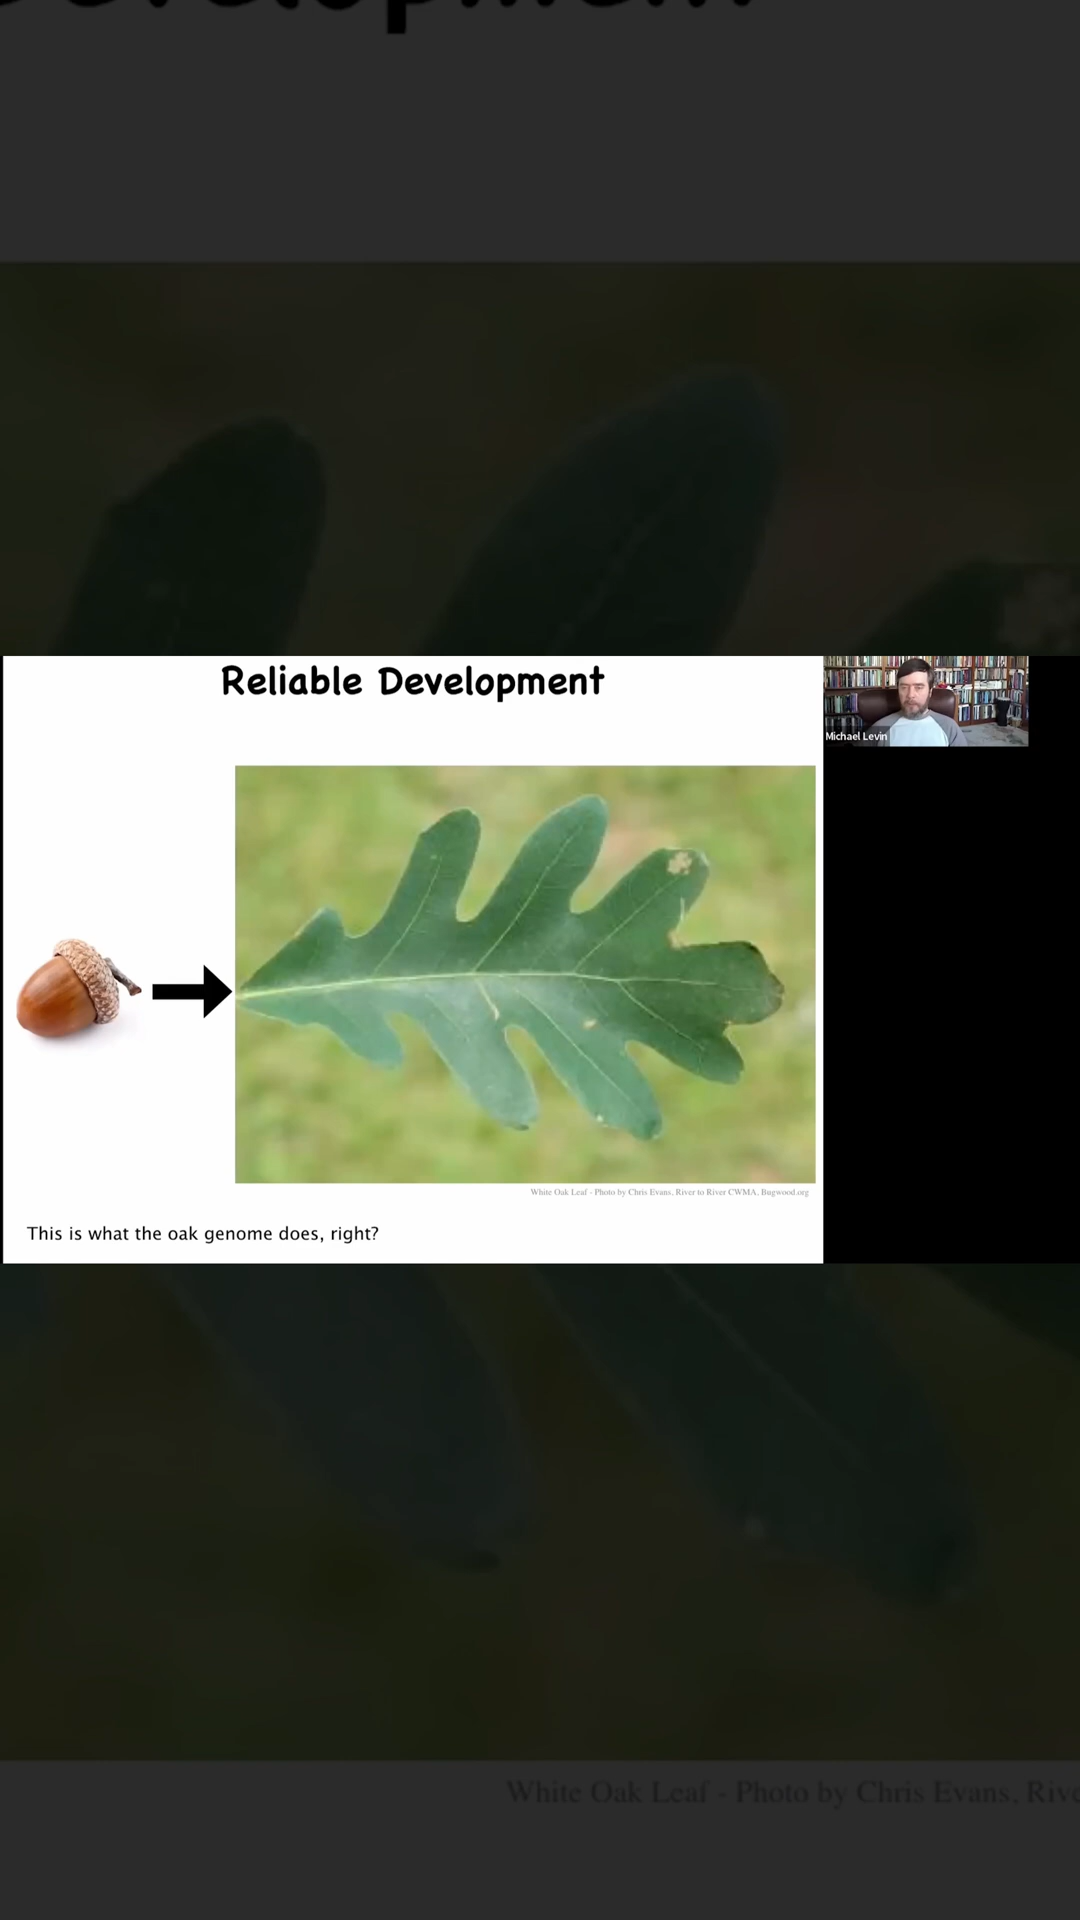 Development
Reliable Development
Michael Levin
White Oak Leaf - Photo by Chris Evans, River to River CWMA, Bugwood.org
This is what the oak genome does, right?
White Oak Leaf - Photo by Chris Evans, Rive